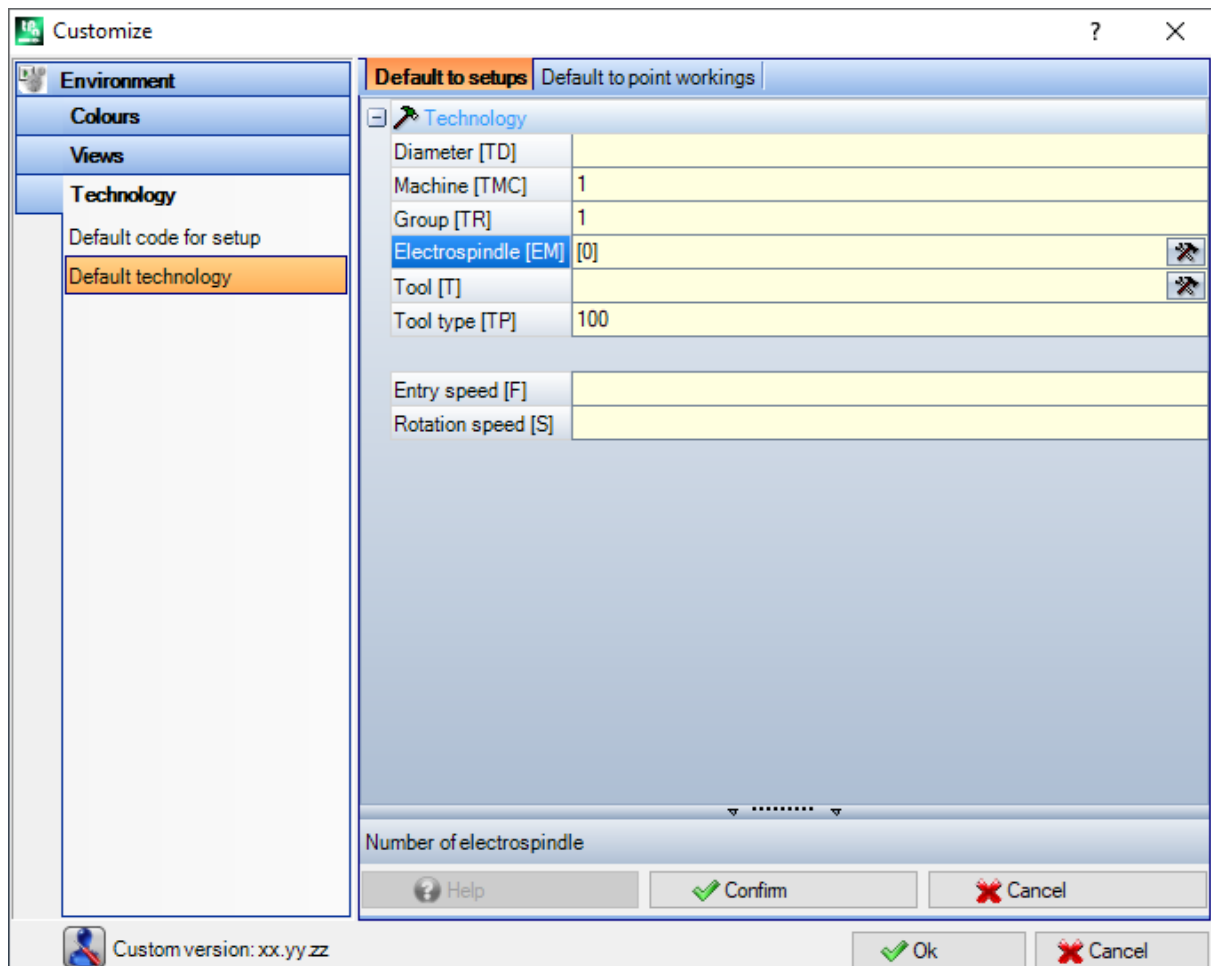 Customize
?
Environment
Colours
Views
Technology
Default code for setup
Default technology
Default to setups
Default to point workings
Technology
Diameter [TD]
Machine [TMC] 1
Group [TR] 1
Electrospindle [EM] [0]
Tool [T]
Tool type [TP] 100
Entry speed [F]
Rotation speed [S]
Number of electrospindle
Help
Confirm
Cancel
Custom version: xx.yy.zz
Ok
Cancel